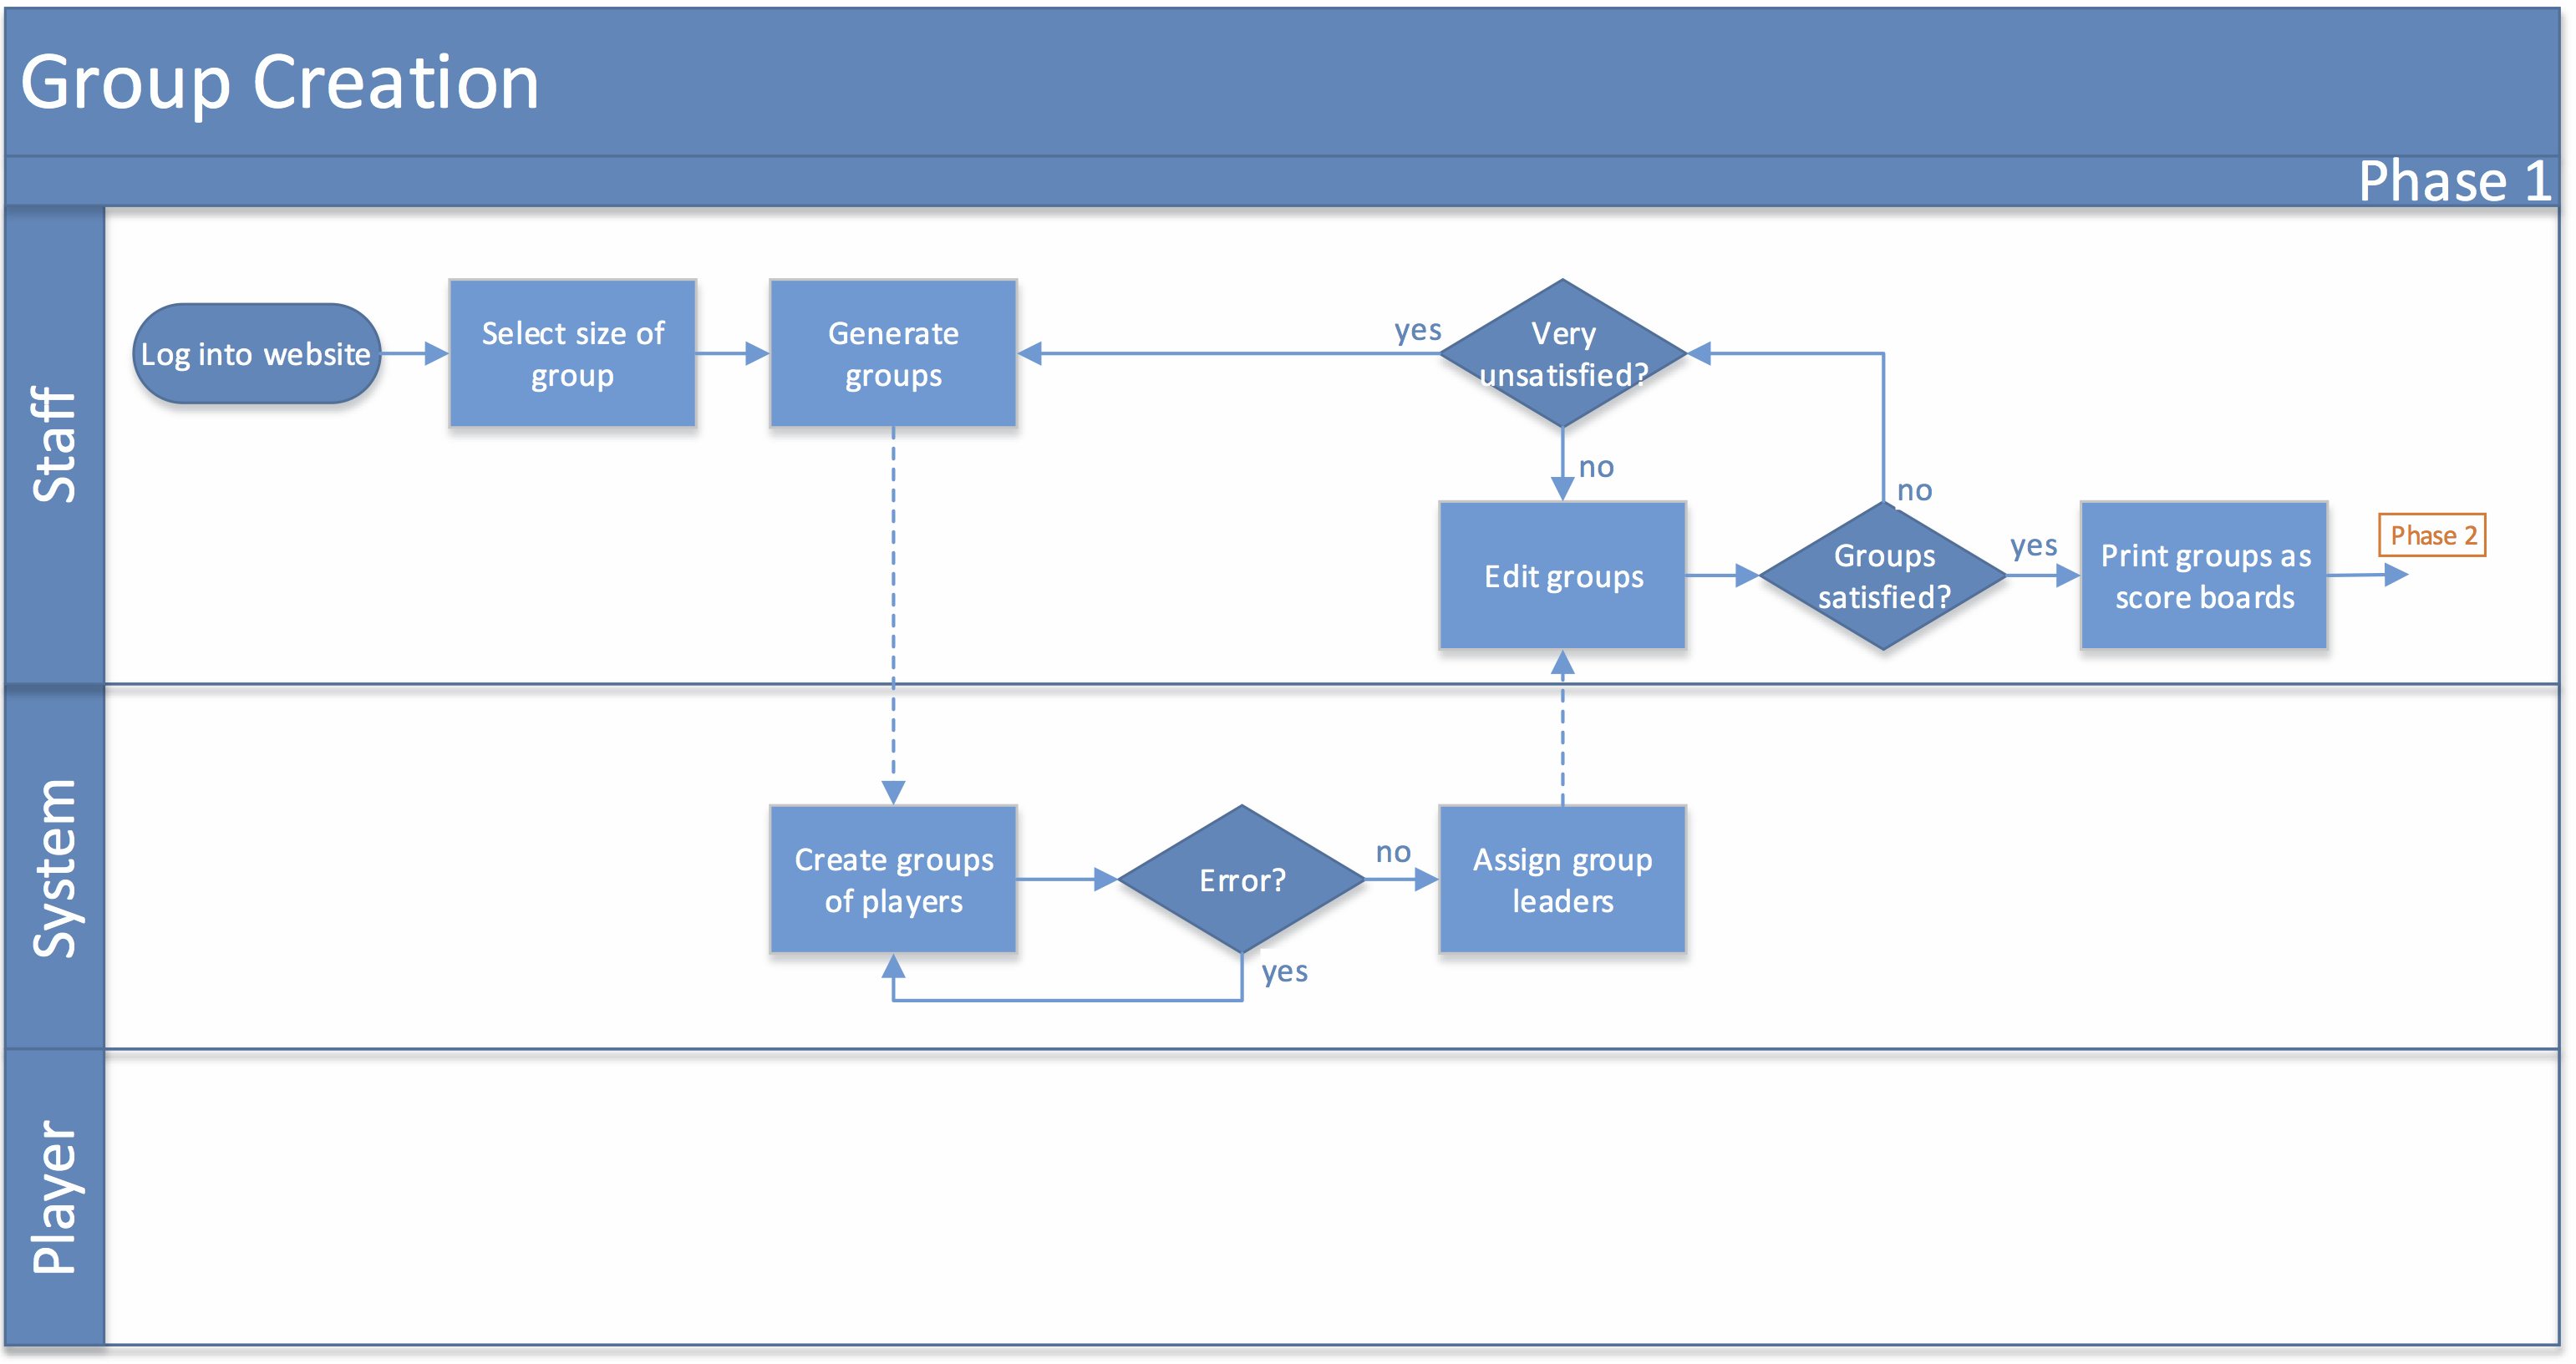 Group Creation
Phase 1
Staff
Log into website
Select size of
group
Generate
groups
yes
Very
unsatisfied?
no
no
Edit groups
Groups
satisfied?
yes
Print groups as
score boards
Phase 2
System
Create groups
of players
Error?
no
yes
Assign group
leaders
Player